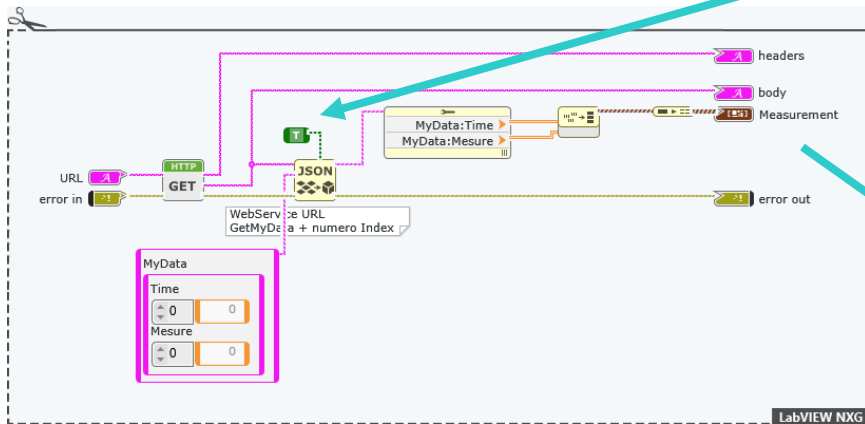 headers
body
MyData:Time
Measurement
MyData:Mesure
T
HTTP
GET
JSON
URL
error in
error out
WebService URL
GetMyData + numero Index
MyData
Time
0 0
Mesure
0 0
LabVIEW NXG